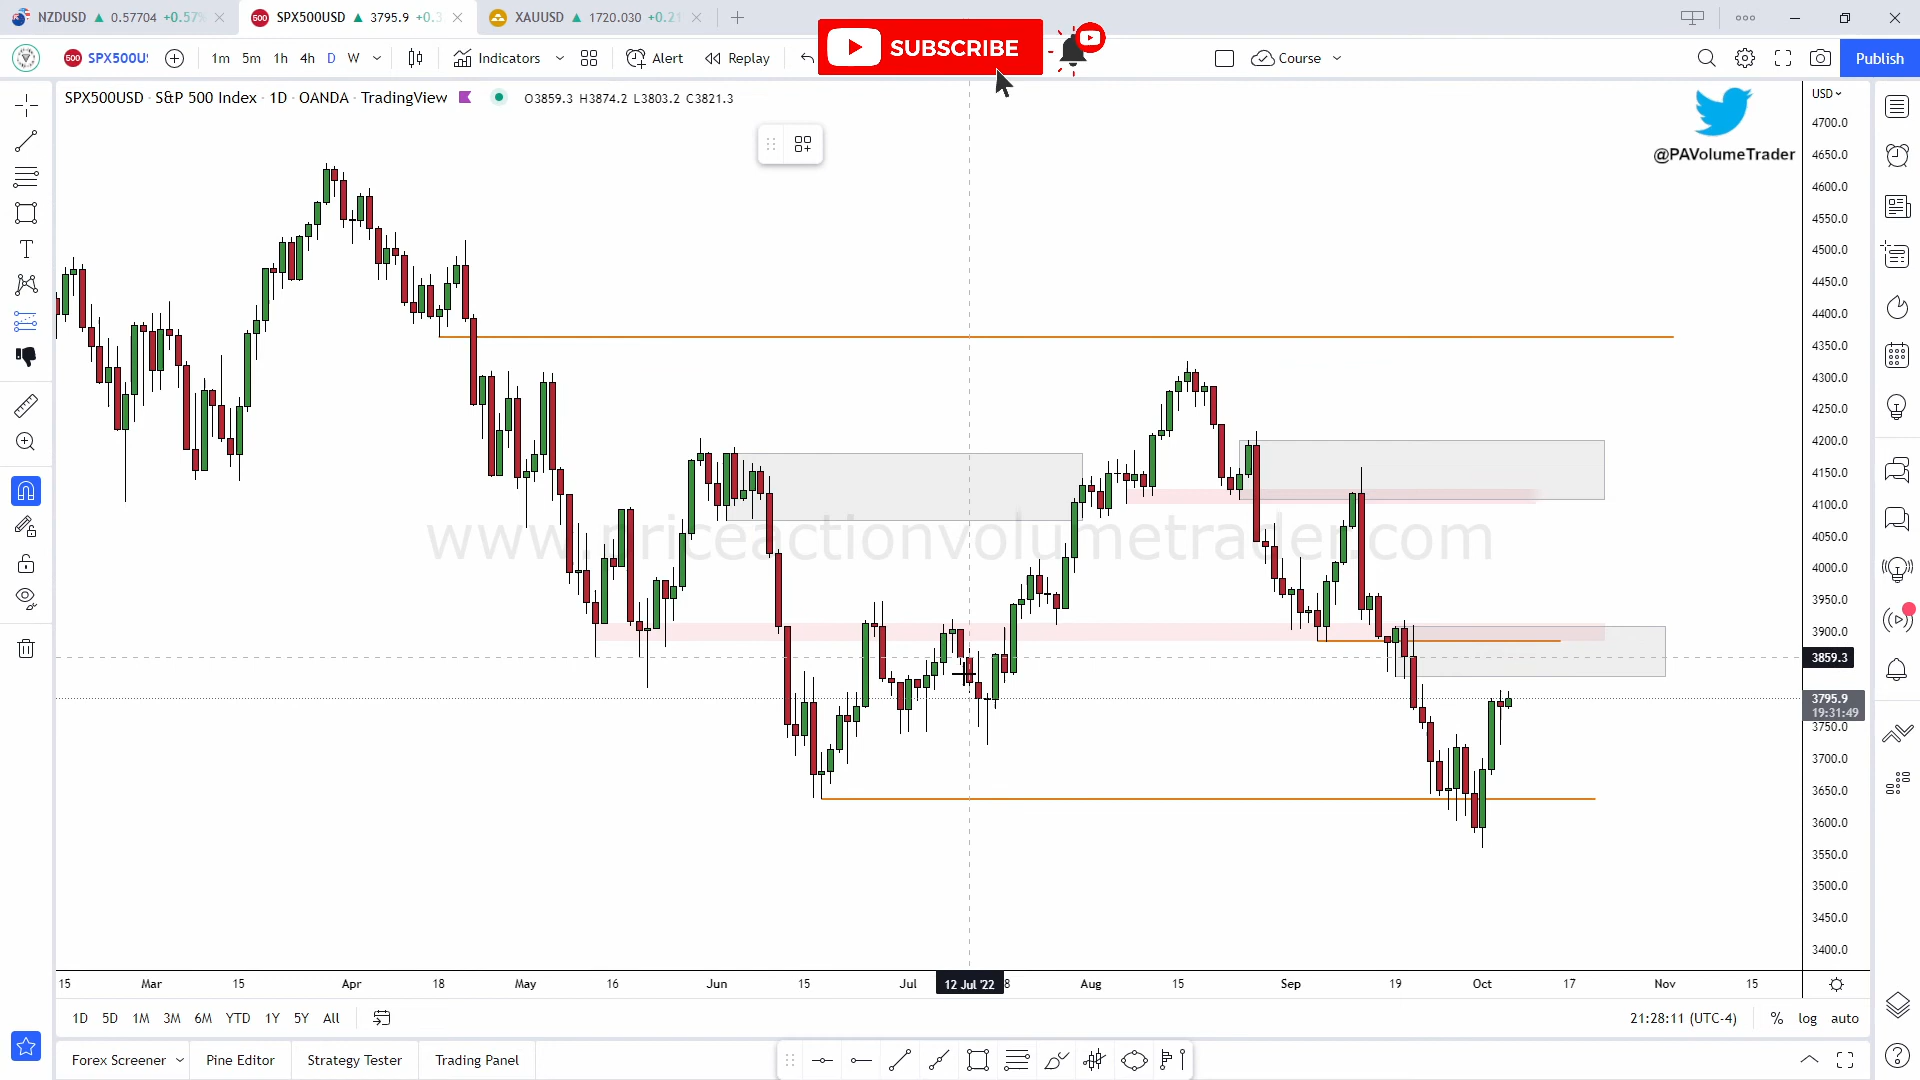 NZDUSD ▲ 0.57704 +0.57%
SPX500USD ▲ 3795.9 +0.3
XAUUSD ▲ 1720.030 +0.21
SPX500US
1m 5m 1h 4h D W
Indicators
Alert
Replay
SUBSCRIBE
Course
Publish
SPX500USD · S&P 500 Index · 1D · OANDA · TradingView
O3859.3 H3874.2 L3803.2 C3821.3
@PAVolumeTrader
www.priceactionvolumetrader.com
USD
4700.0
4650.0
4600.0
4550.0
4500.0
4450.0
4400.0
4350.0
4300.0
4250.0
4200.0
4150.0
4100.0
4050.0
4000.0
3950.0
3900.0
3859.3
3795.9
19:31:49
3750.0
3700.0
3650.0
3600.0
3550.0
3500.0
3450.0
3400.0
15 Mar 15 Apr 18 May 16 Jun 15 Jul 12 Jul '22 8 Aug 15 Sep 19 Oct 17 Nov 15
1D 5D 1M 3M 6M YTD 1Y 5Y All
21:28:11 (UTC-4) % log auto
Forex Screener Pine Editor Strategy Tester Trading Panel